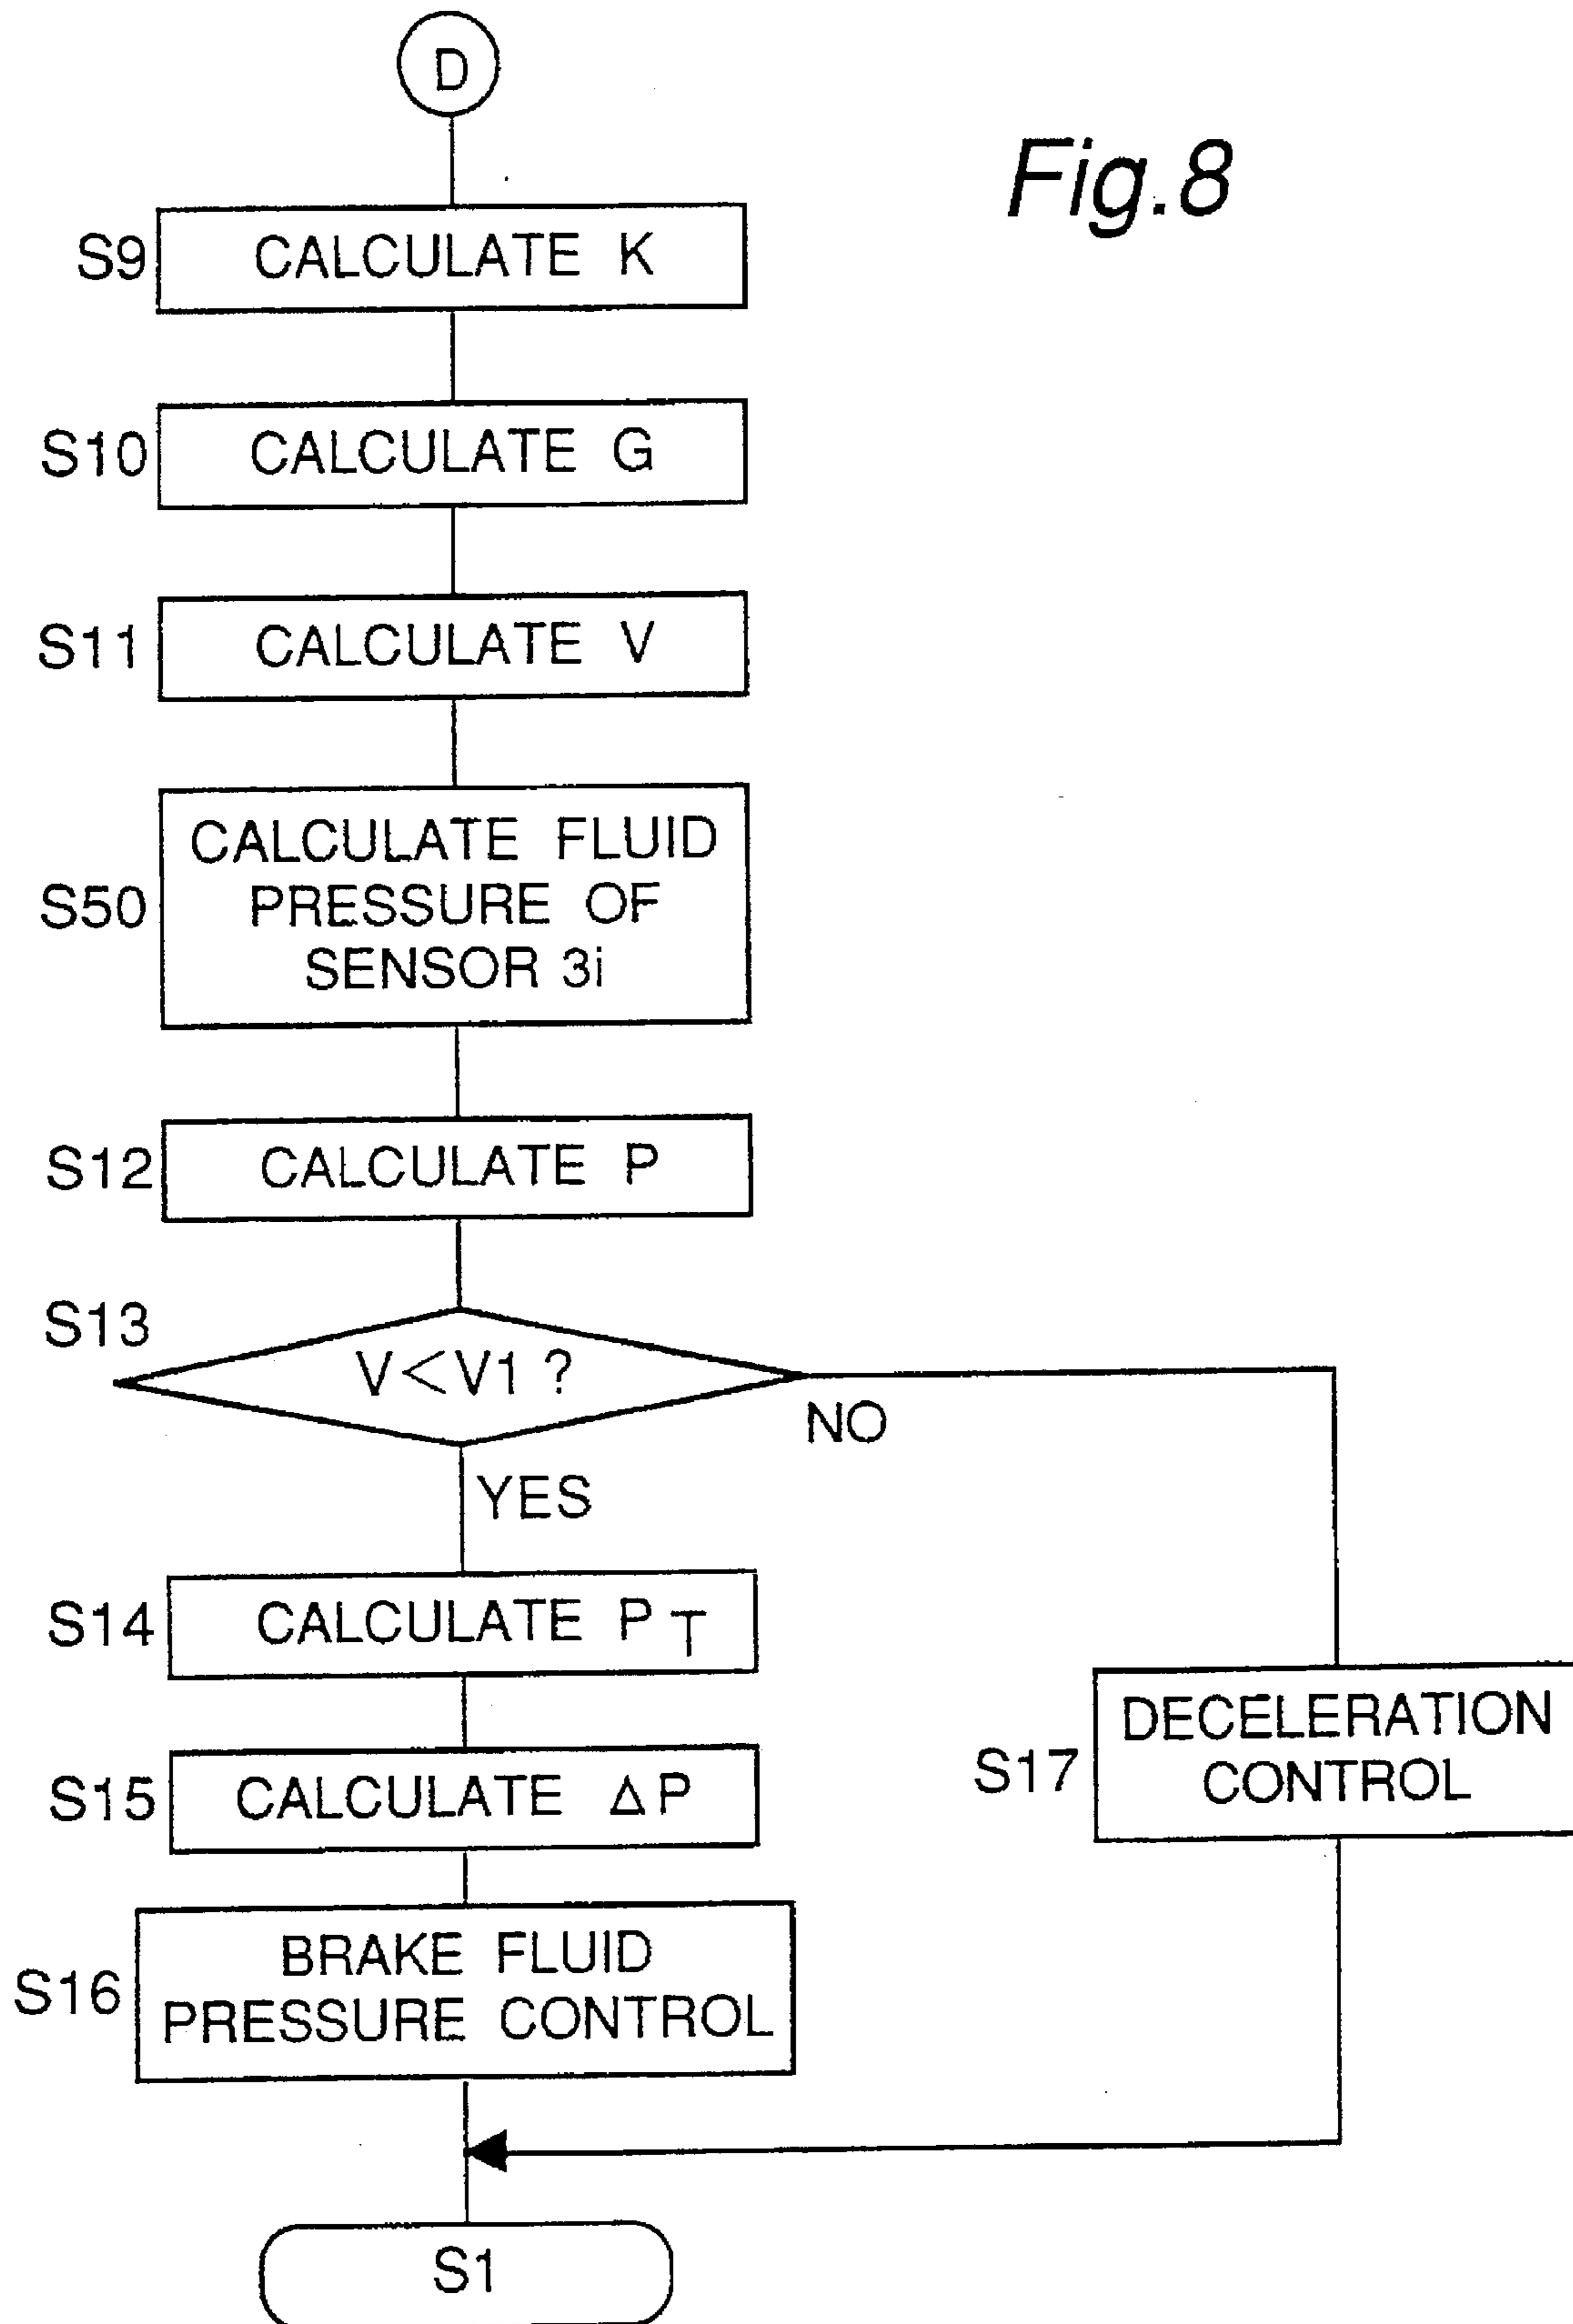 D
Fig.8
S9 CALCULATE K
S10 CALCULATE G
S11 CALCULATE V
S50
CALCULATE FLUID
PRESSURE OF
SENSOR 3i
S12 CALCULATE P
S13
V<V1 ?
NO
YES
S14 CALCULATE PT
S15 CALCULATE ΔP
S17
DECELERATION
CONTROL
S16
BRAKE FLUID
PRESSURE CONTROL
S1